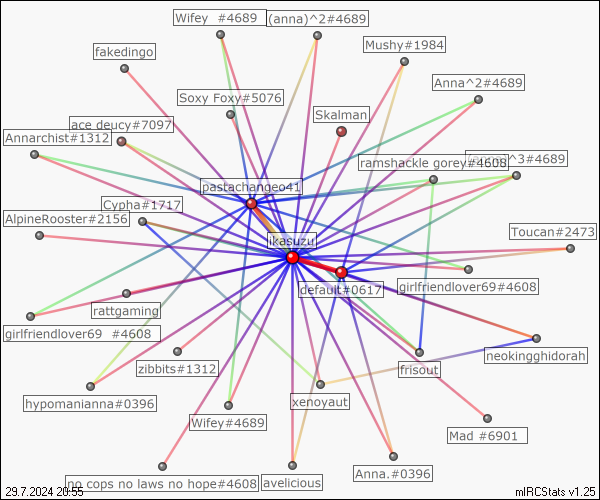 Wifey  #4689
(anna)^2#4689
Mushy#1984
fakedingo
Anna^2#4689
Soxy Foxy#5076
Skalman
ace deucy#7097
Annarchist#1312
ramshackle gorey#4608
^3#4689
pastachangeo41
Cypha#1717
AlpineRooster#2156
Toucan#2473
ikasuzu
default#0617
girlfriendlover69#4608
rattgaming
girlfriendlover69  #4608
neokingghidorah
frisout
zibbits#1312
hypomanianna#0396
xenoyaut
Wifey#4689
Mad #6901
Anna.#0396
no cops no laws no hope#4608
avelicious
29.7.2024 20:55
mIRCStats v1.25